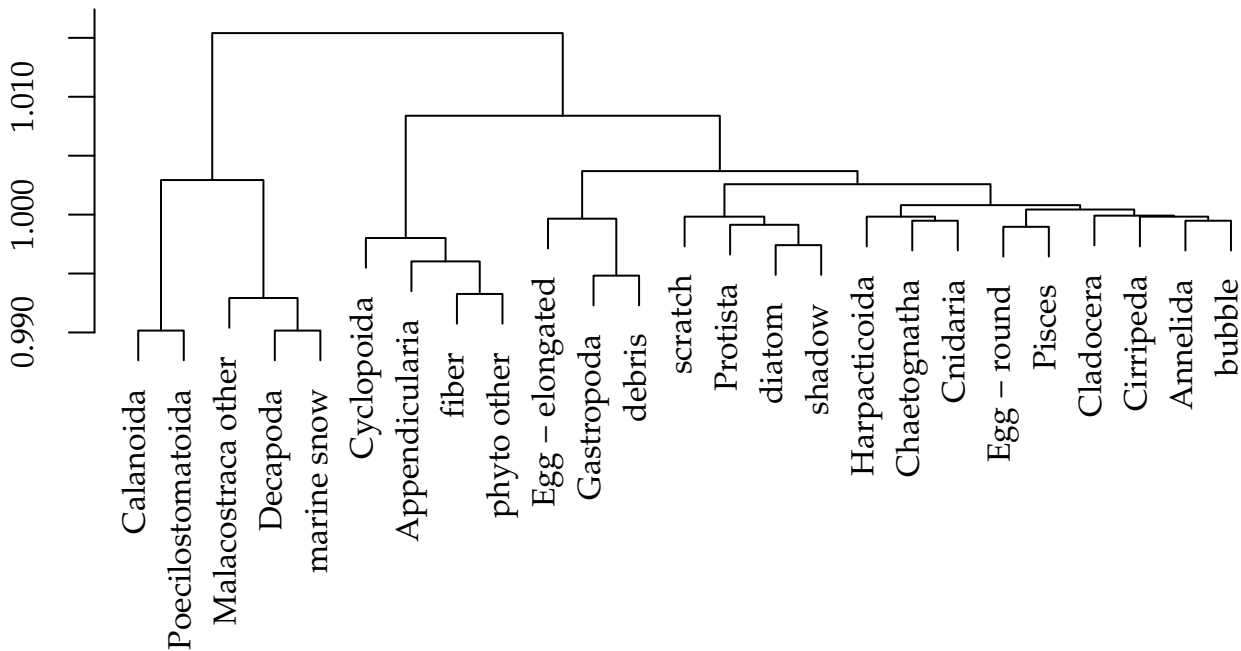 1.010
1.000
0.990
Calanoida
Poecilostomatoida
Malacostraca other
Decapoda
marine snow
Cyclopoida
Appendicularia
fiber
phyto other
Egg − elongated
Gastropoda
debris
scratch
Protista
diatom
shadow
Harpacticoida
Chaetognatha
Cnidaria
Egg − round
Pisces
Cladocera
Cirripeda
Annelida
bubble